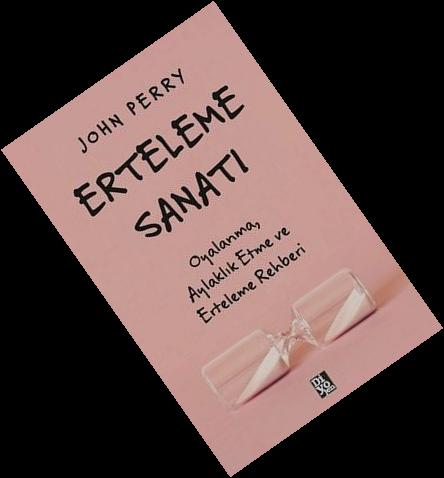 JOHN PERRY
ERTELEME
SANATI
Oyalanma,
Aylaklık Etme ve
Erteleme Rehberi